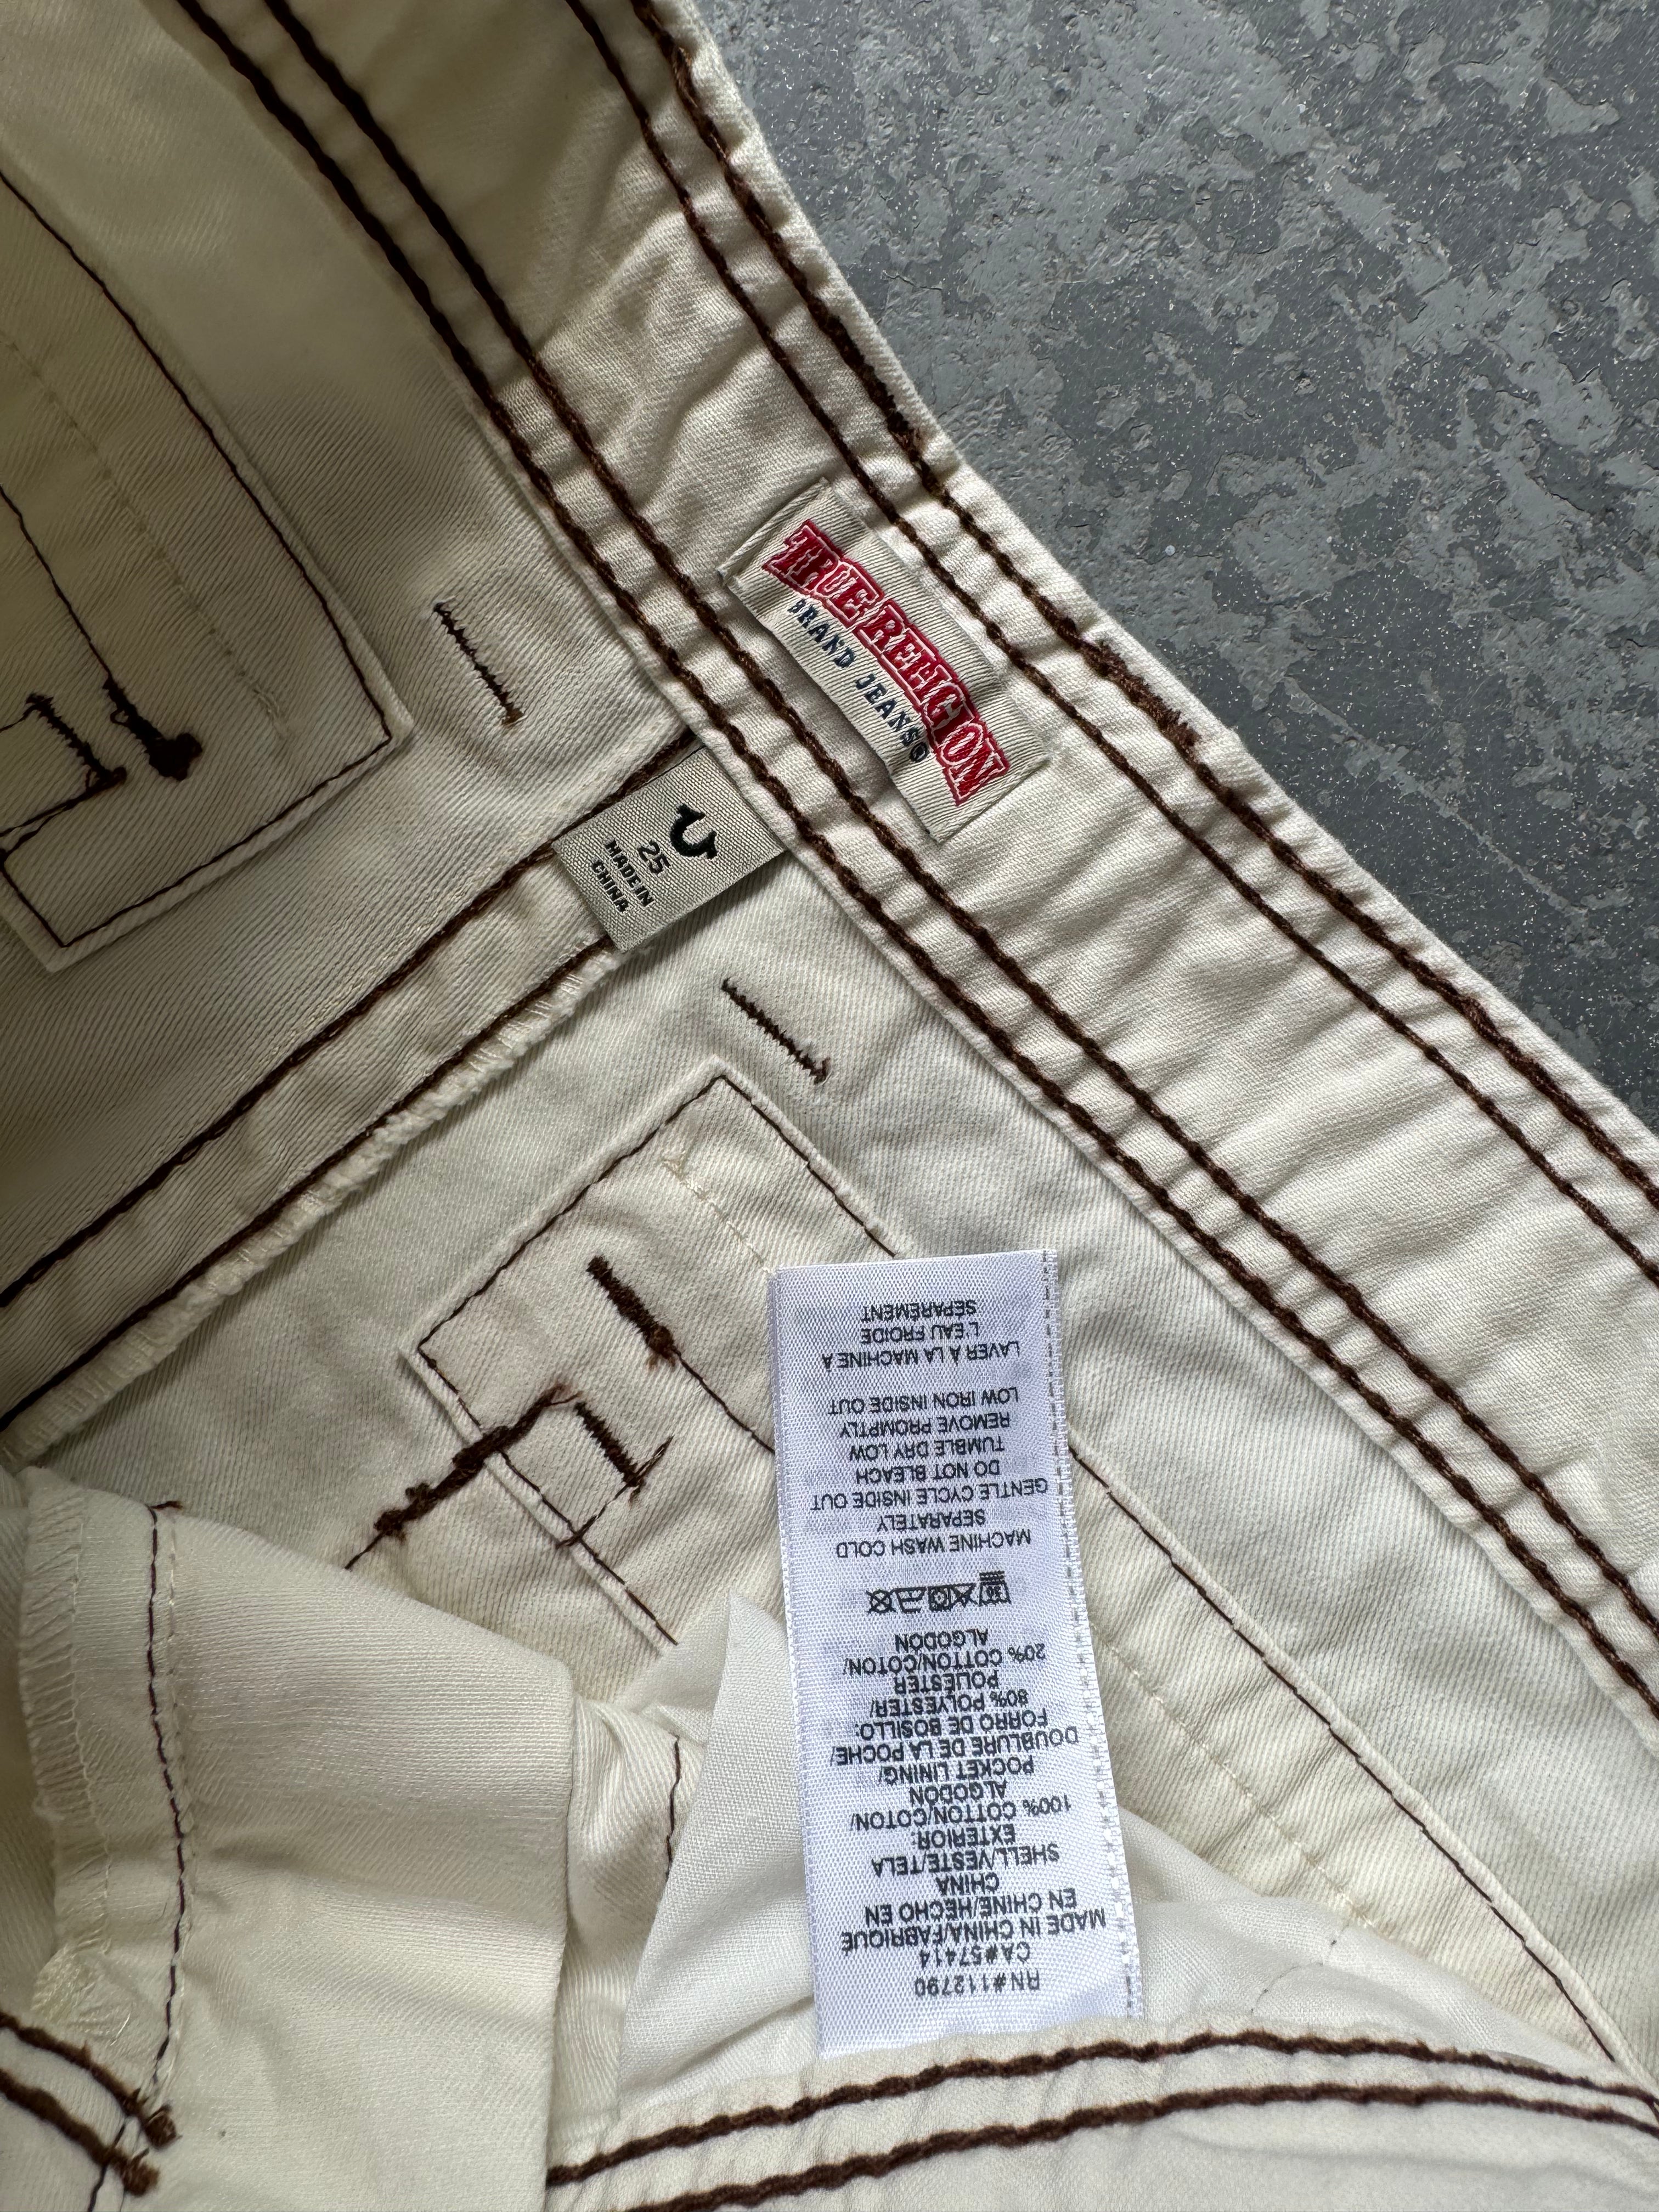 TRUE RELIGION
BRAND JEANS®
25
MADE IN
CHINA
RN#112790
CA#57414
MADE IN CHINA/FABRIQUE
EN CHINE/HECHO EN
CHINA
SHELL/VESTE/TELA
EXTERIOR:
100% COTTON/COTON/
ALGODON
POCKET LINING/
DOUBLURE DE LA POCHE/
FORRO DE BOSILLO:
80% POLYESTER/
POLIÉSTER
20% COTTON/COTON/
ALGODON
30
MACHINE WASH COLD
SEPARATELY
GENTLE CYCLE INSIDE OUT
DO NOT BLEACH
TUMBLE DRY LOW
REMOVE PROMPTLY
LOW IRON INSIDE OUT
LAVER À LA MACHINE A
L'EAU FROIDE
SEPAREMENT